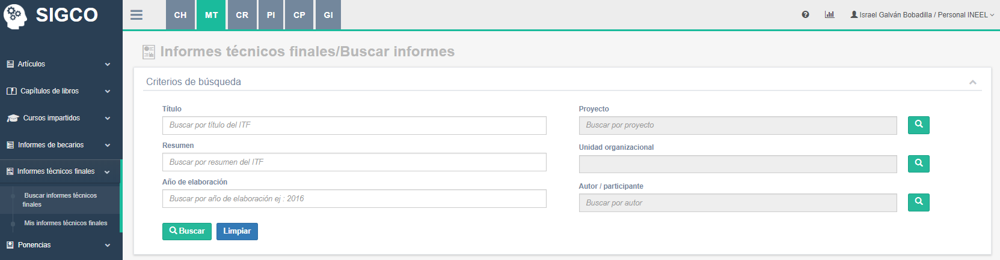 SIGCO
CH MT CR PI CP GI
Israel Galván Bobadilla / Personal INEEL
Artículos
Capítulos de libros
Cursos impartidos
Informes de becarios
Informes técnicos finales
Buscar informes técnicos
finales
Mis informes técnicos finales
Ponencias
Informes técnicos finales/Buscar informes
Criterios de búsqueda
Título
Buscar por título del ITF
Resumen
Buscar por resumen del ITF
Año de elaboración
Buscar por año de elaboración ej : 2016
Proyecto
Buscar por proyecto
Unidad organizacional
Autor / participante
Buscar por autor
Buscar
Limpiar